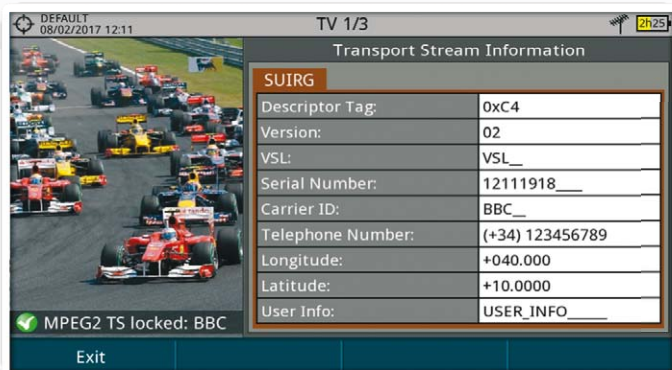 DEFAULT
08/02/2017 12:11
TV 1/3
2h25
Transport Stream Information
SUIRG
Descriptor Tag: 0xC4
Version: 02
VSL: VSL__
Serial Number: 12111918___
Carrier ID: BBC__
Telephone Number: (+34) 123456789
Longitude: +040.000
Latitude: +10.0000
User Info: USER_INFO_____
MPEG2 TS locked: BBC
Exit